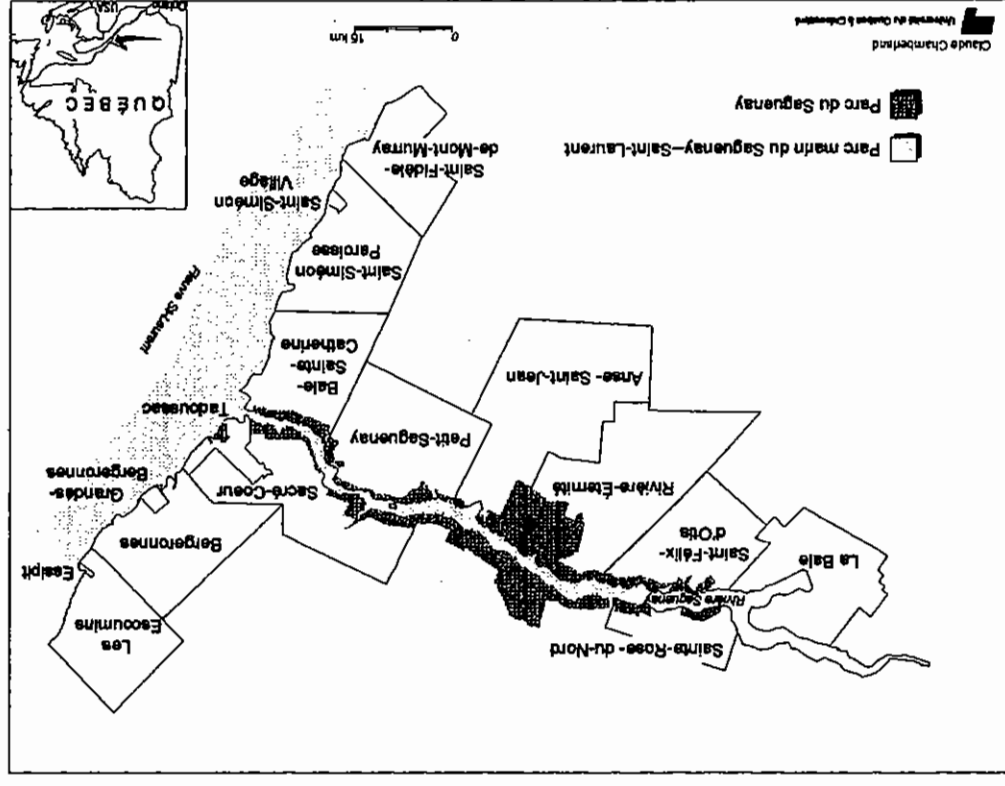 Sainte-Rose - du-Nord
Les
Escoumins
Rivière Saguenay
La Baie
Saint-Félix-
d'Otis
Essipit
Bergeronnes
Rivière-Éternité
Sacré-Coeur
Grandes-
Bergeronnes
Petit-Saguenay
Tadoussac
Anse - Saint-Jean
Baie-
Sainte-
Catherine
Fleuve St-Laurent
Saint-Siméon
Paroisse
Saint-Siméon
Village
Saint-Fidèle-
de-Mont-Murray
Parc marin du Saguenay–Saint-Laurent
Parc du Saguenay
0 15 km
Claude Chamberland
Université du Québec à Chicoutimi
QUÉBEC
Ontario
USA